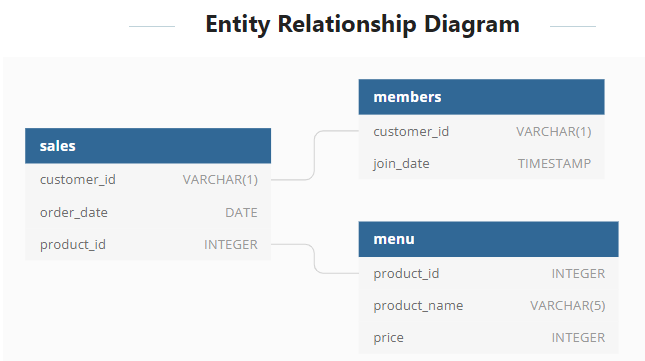 Entity Relationship Diagram
members
customer_id VARCHAR(1)
join_date TIMESTAMP
sales
customer_id VARCHAR(1)
order_date DATE
product_id INTEGER
menu
product_id INTEGER
product_name VARCHAR(5)
price INTEGER